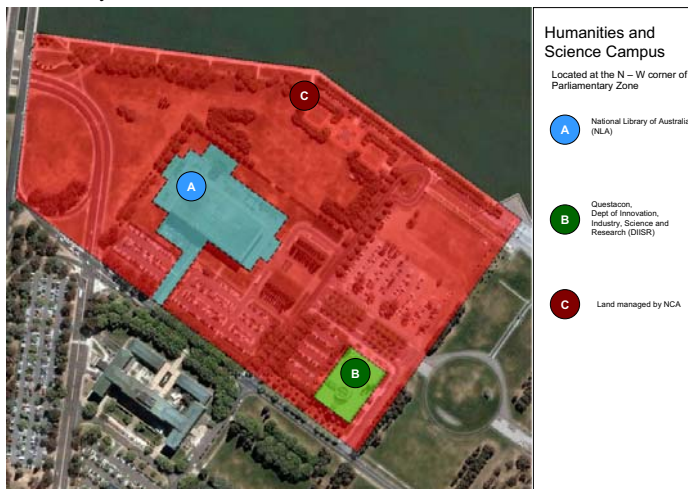 Humanities and
Science Campus
Located at the N – W corner of
Parliamentary Zone
A
National Library of Australia
(NLA)
B
Questacon,
Dept of Innovation,
Industry, Science and
Research (DIISR)
C
Land managed by NCA
C
A
B